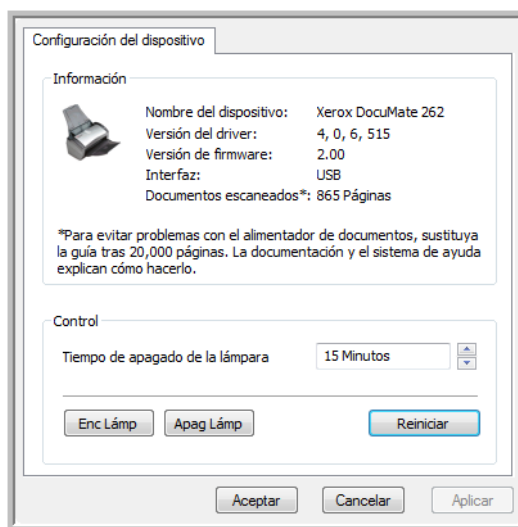 Configuración del dispositivo
Información
Nombre del dispositivo: Xerox DocuMate 262
Versión del driver: 4, 0, 6, 515
Versión de firmware: 2.00
Interfaz: USB
Documentos escaneados*: 865 Páginas
*Para evitar problemas con el alimentador de documentos, sustituya
la guía tras 20,000 páginas. La documentación y el sistema de ayuda
explican cómo hacerlo.
Control
Tiempo de apagado de la lámpara 15 Minutos
Enc Lámp Apag Lámp Reiniciar
Aceptar Cancelar Aplicar